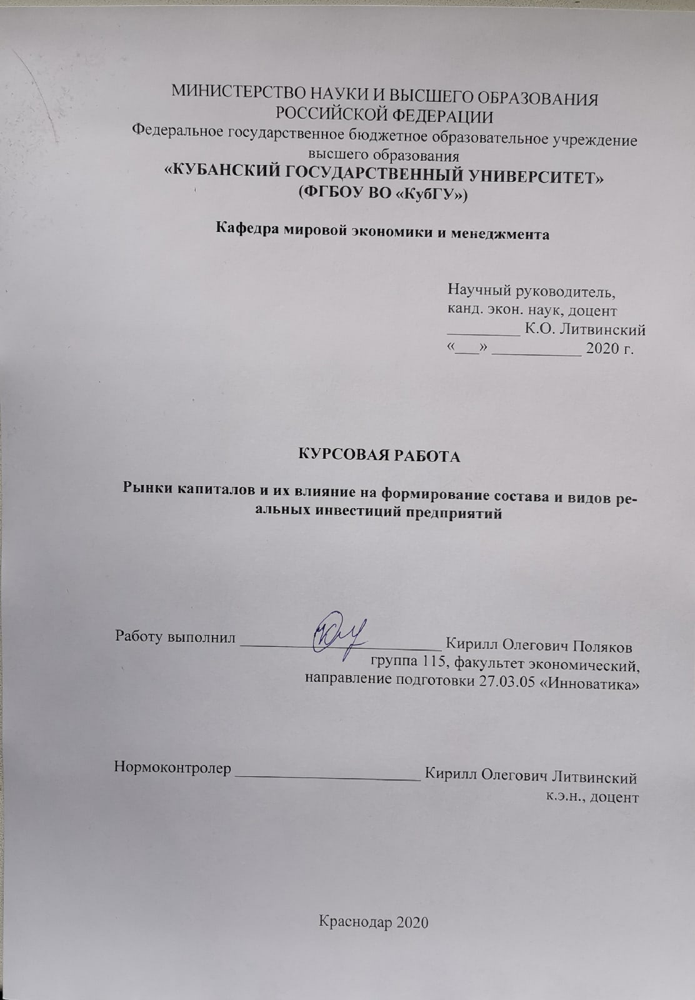 МИНИСТЕРСТВО НАУКИ И ВЫСШЕГО ОБРАЗОВАНИЯ
РОССИЙСКОЙ ФЕДЕРАЦИИ
Федеральное государственное бюджетное образовательное учреждение
высшего образования
«КУБАНСКИЙ ГОСУДАРСТВЕННЫЙ УНИВЕРСИТЕТ»
(ФГБОУ ВО «КубГУ»)
Кафедра мировой экономики и менеджмента
Научный руководитель,
канд. экон. наук, доцент
_________ К.О. Литвинский
«___» ___________ 2020 г.
КУРСОВАЯ РАБОТА
Рынки капиталов и их влияние на формирование состава и видов ре-
альных инвестиций предприятий
Работу выполнил _________________________ Кирилл Олегович Поляков
группа 115, факультет экономический,
направление подготовки 27.03.05 «Инноватика»
Нормоконтролер _______________________ Кирилл Олегович Литвинский
к.э.н., доцент
Краснодар 2020